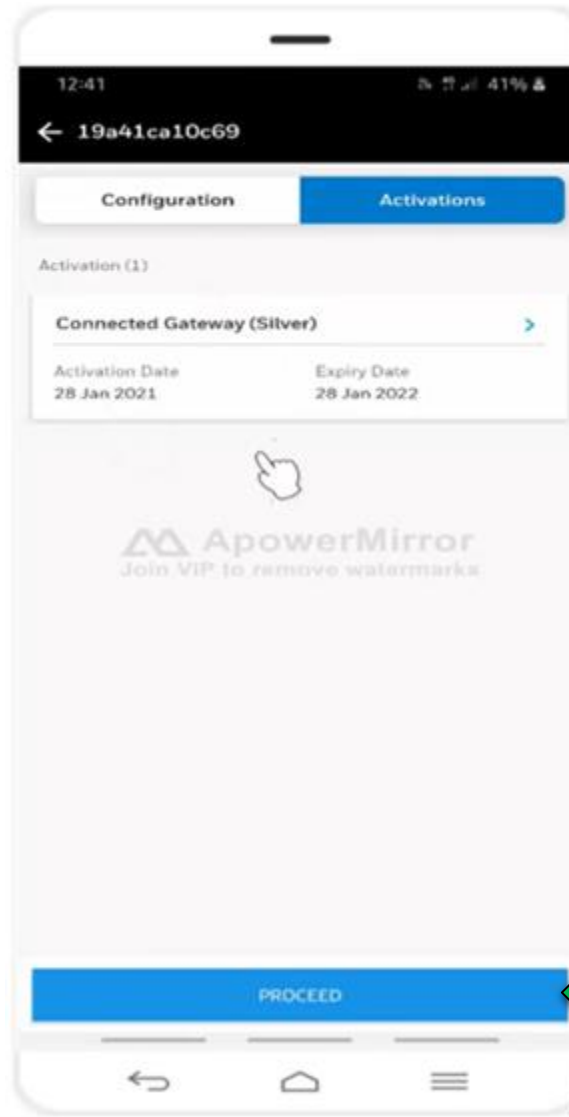 12:41 41%
19a41ca10c69
Configuration Activations
Activation (1)
Connected Gateway (Silver)
Activation Date Expiry Date
28 Jan 2021 28 Jan 2022
ApowerMirror
Join VIP to remove watermarks
PROCEED